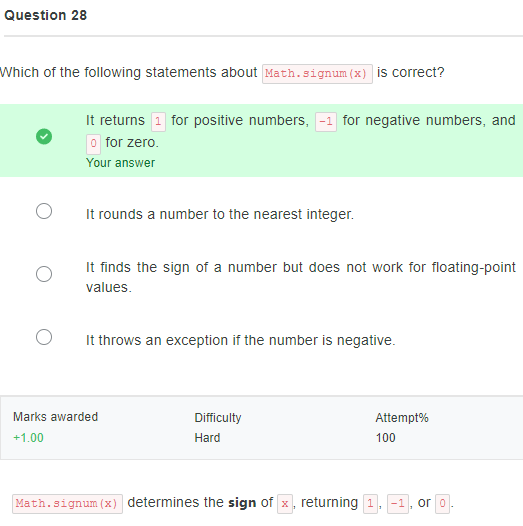 Question 28
Which of the following statements about Math.signum(x) is correct?
It returns 1 for positive numbers, -1 for negative numbers, and
0 for zero.
Your answer
It rounds a number to the nearest integer.
It finds the sign of a number but does not work for floating-point
values.
It throws an exception if the number is negative.
Marks awarded
+1.00
Difficulty
Hard
Attempt%
100
Math.signum(x) determines the sign of x, returning 1, -1, or 0.